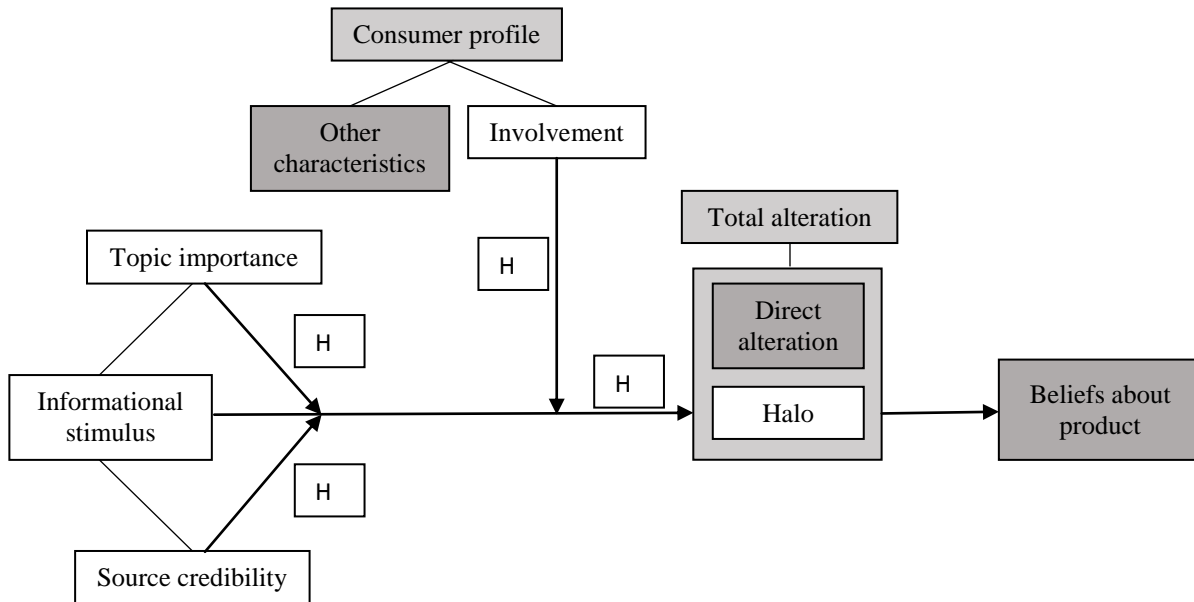 Consumer profile
Other
characteristics
Involvement
Total alteration
Topic importance
H
H
Direct
alteration
H
Informational
stimulus
Halo
Beliefs about
product
H
Source credibility